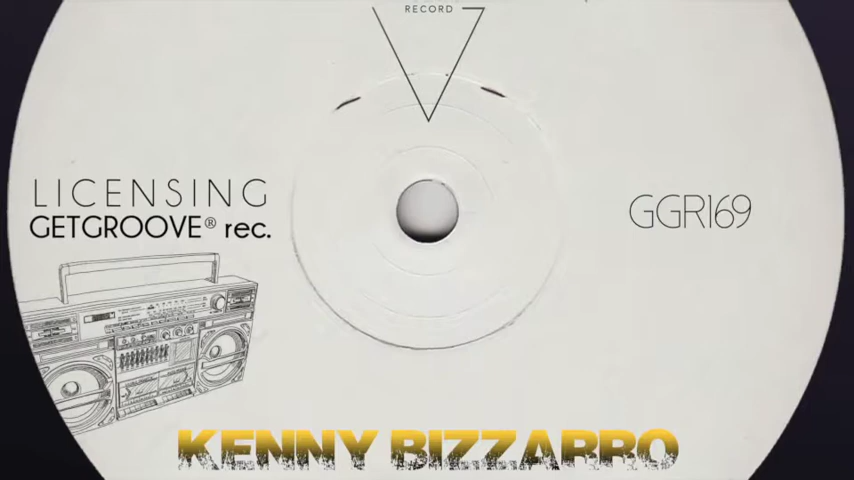 RECORD
LICENSING
GETGROOVE® rec.
GGR169
KENNY BIZZARRO